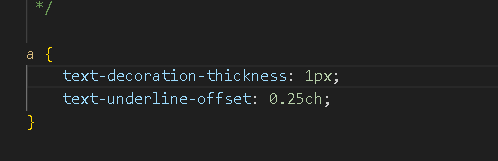 */
a {
text-decoration-thickness: 1px;
text-underline-offset: 0.25ch;
}